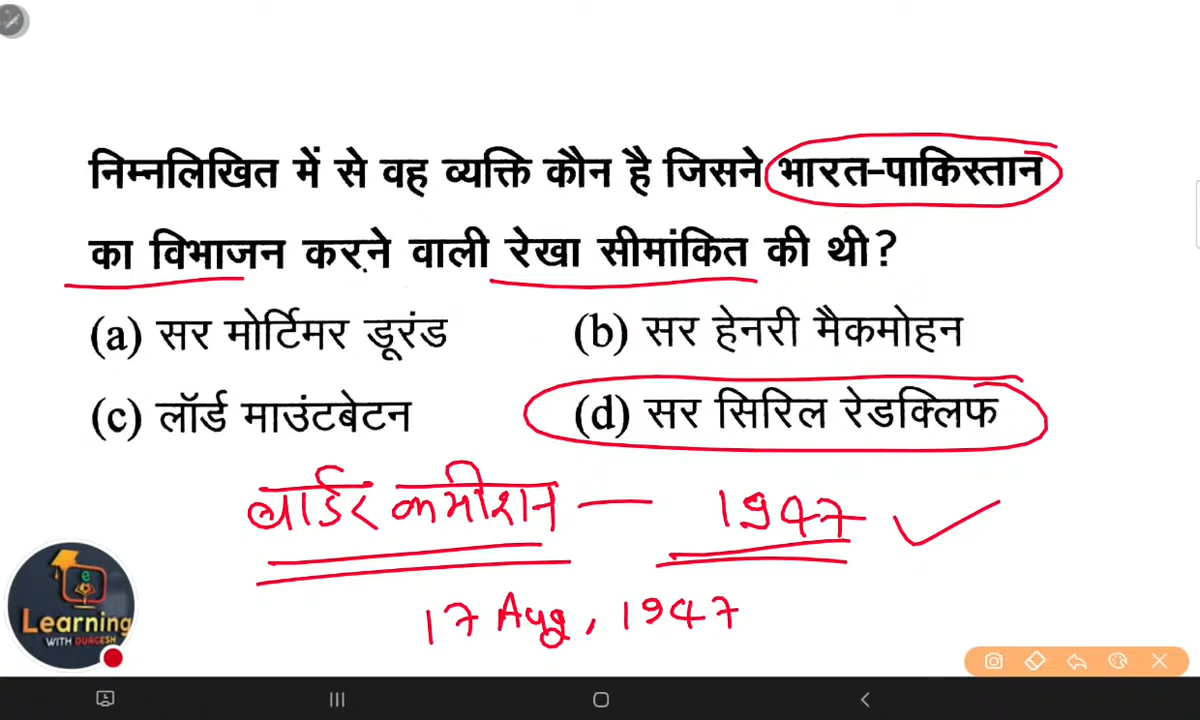 निम्नलिखित में से वह व्यक्ति कौन है जिसने भारत-पाकिस्तान
का विभाजन करने वाली रेखा सीमांकित की थी?
(a) सर मोर्टिमर डूरंड (b) सर हेनरी मैकमोहन
(c) लॉर्ड माउंटबेटन (d) सर सिरिल रेडक्लिफ
बार्डर कमीशन — 1947
17 Aug, 1947
e
Learning
WITH DURGESH